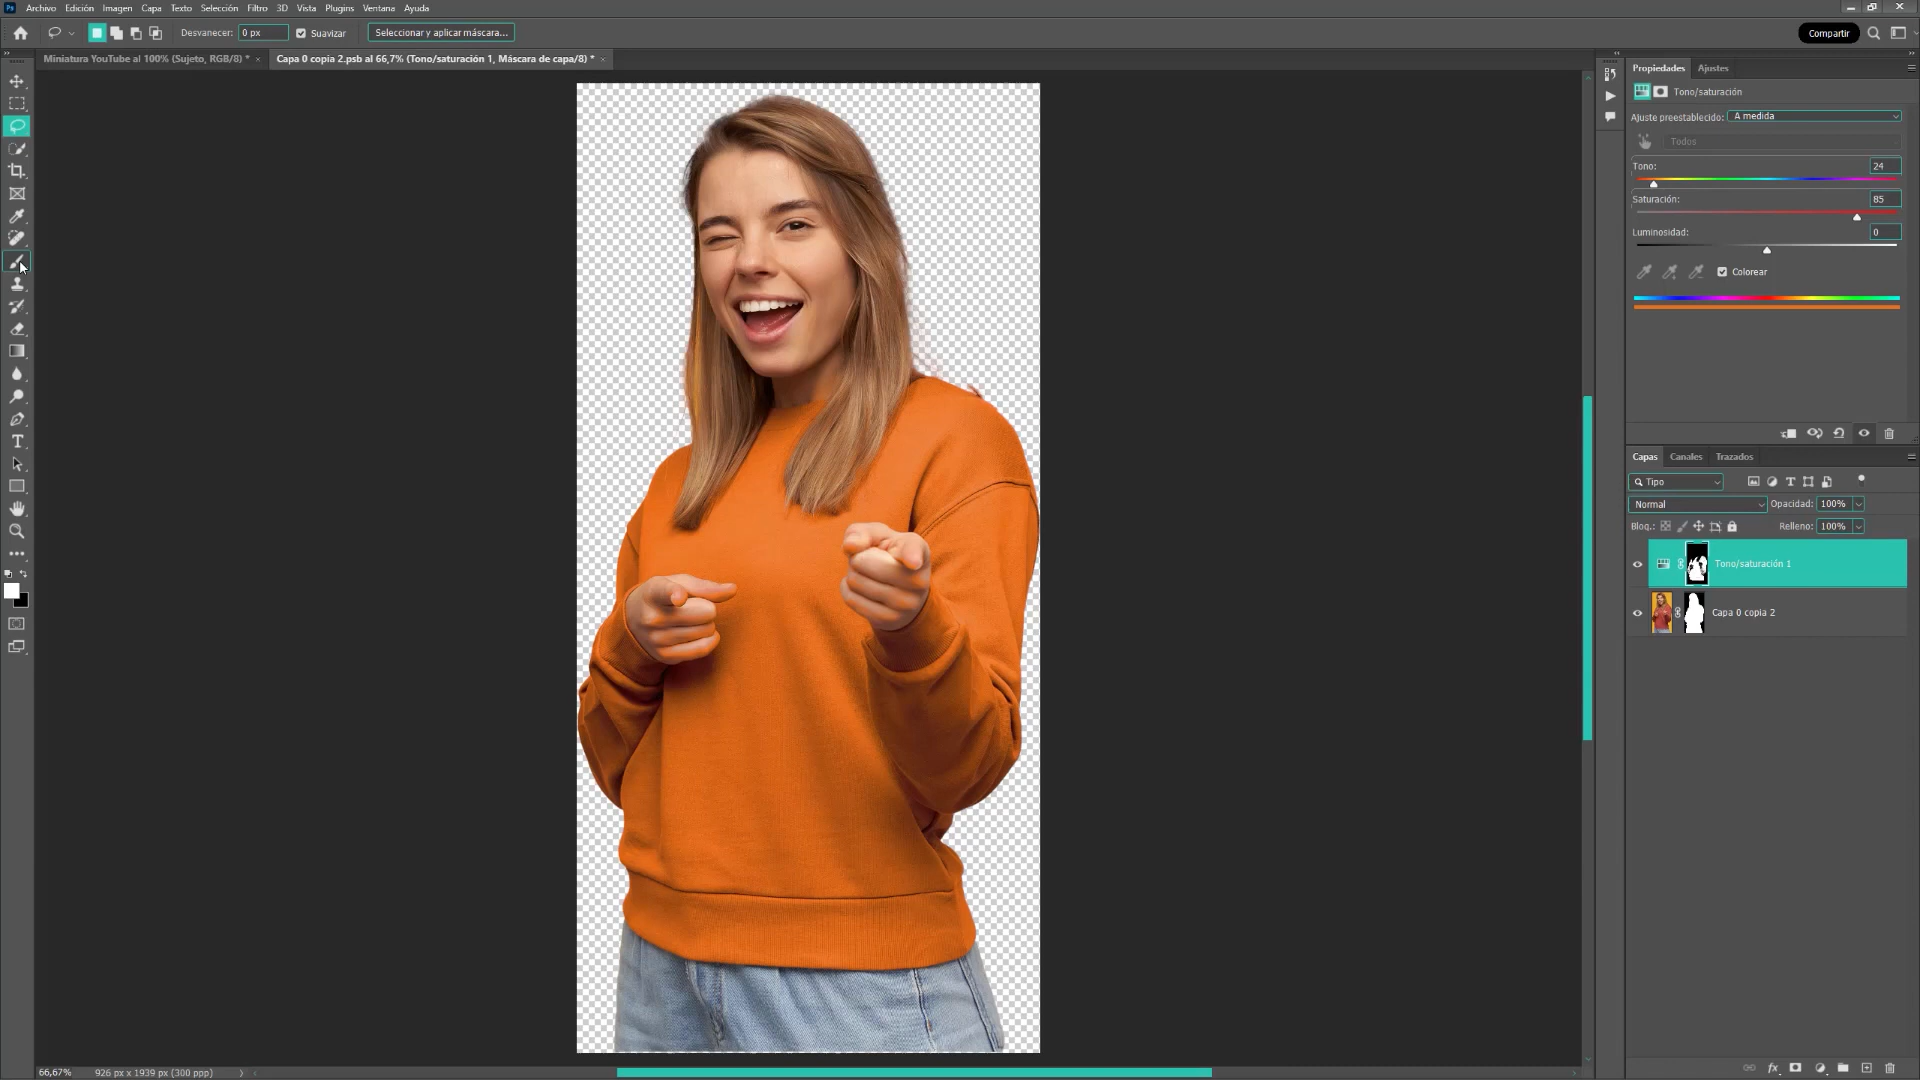 Ps Archivo Edición Imagen Capa Texto Selección Filtro 3D Vista Plugins Ventana Ayuda
Desvanecer: 0 px Suavizar Seleccionar y aplicar máscara... Compartir
Miniatura YouTube al 100% (Sujeto, RGB/8) * × Capa 0 copia 2.psb al 66,7% (Tono/saturación 1, Máscara de capa/8) * ×
Propiedades Ajustes
Tono/saturación
Ajuste preestablecido: A medida
Todos
Tono: 24
Saturación: 85
Luminosidad: 0
Colorear
Capas Canales Trazados
Tipo
Normal Opacidad: 100%
Bloq.: Relleno: 100%
Tono/saturación 1
Capa 0 copia 2
66,67% 926 px x 1939 px (300 ppp)